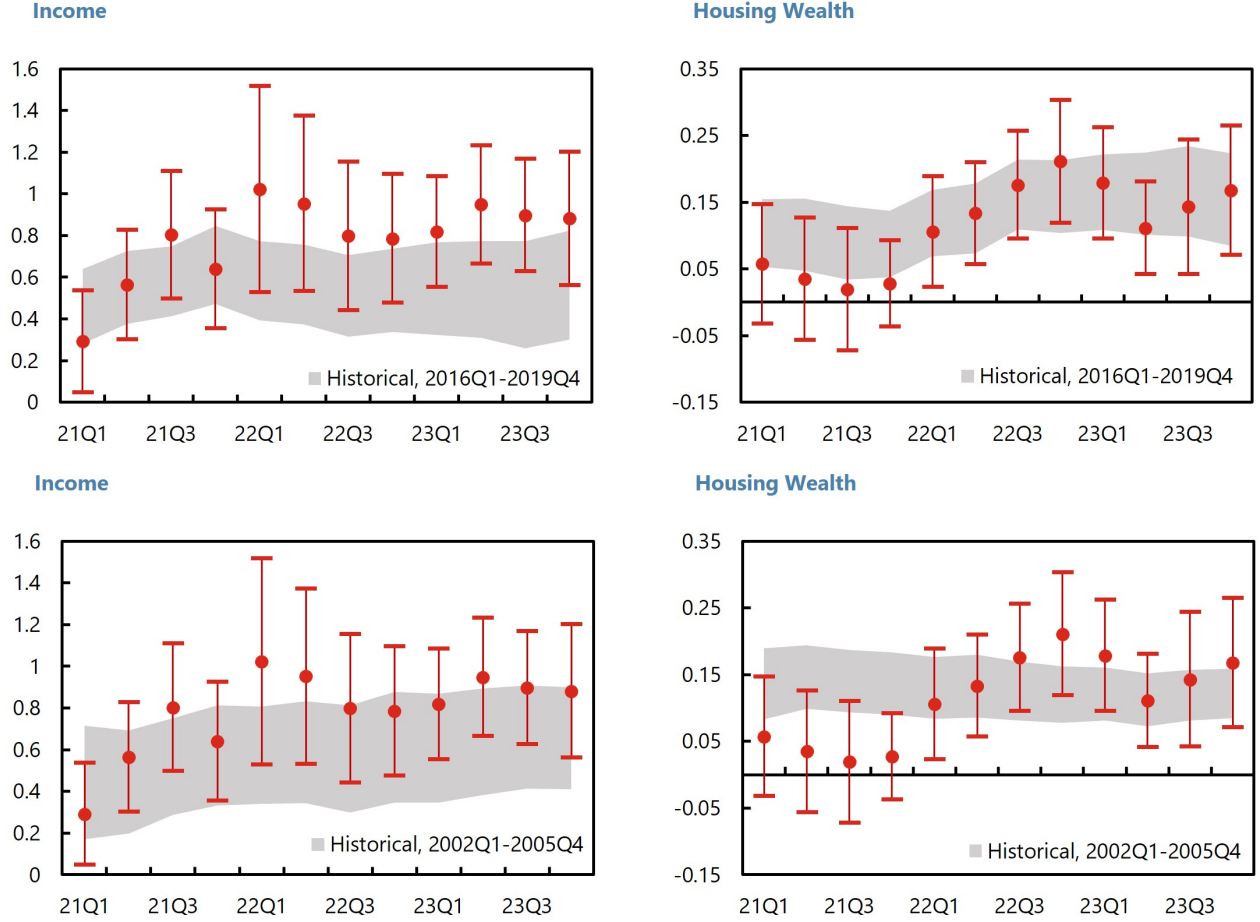 Income
1.6
1.4
1.2
1
0.8
0.6
0.4
0.2
0
Historical, 2016Q1-2019Q4
21Q1 21Q3 22Q1 22Q3 23Q1 23Q3
Housing Wealth
0.35
0.25
0.15
0.05
-0.05
-0.15
Historical, 2016Q1-2019Q4
21Q1 21Q3 22Q1 22Q3 23Q1 23Q3
Income
1.6
1.4
1.2
1
0.8
0.6
0.4
0.2
0
Historical, 2002Q1-2005Q4
21Q1 21Q3 22Q1 22Q3 23Q1 23Q3
Housing Wealth
0.35
0.25
0.15
0.05
-0.05
-0.15
Historical, 2002Q1-2005Q4
21Q1 21Q3 22Q1 22Q3 23Q1 23Q3